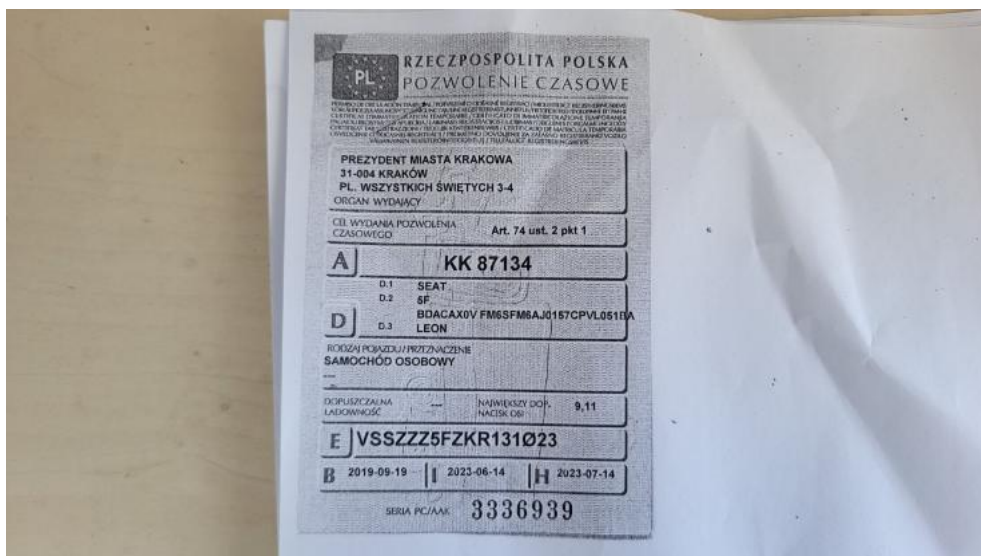 PL
RZECZPOSPOLITA POLSKA
POZWOLENIE CZASOWE
PREZYDENT MIASTA KRAKOWA
31-004 KRAKÓW
PL. WSZYSTKICH ŚWIĘTYCH 3-4
ORGAN WYDAJĄCY
CEL WYDANIA POZWOLENIA CZASOWEGO Art. 74 ust. 2 pkt 1
A KK 87134
D.1 SEAT
D.2 5F
BDACAX0V FM6SFM6AJ0157CPVL051BA
D D.3 LEON
RODZAJ POJAZDU / PRZEZNACZENIE
SAMOCHÓD OSOBOWY
---
DOPUSZCZALNA ŁADOWNOŚĆ --- NAJWIĘKSZY DOP. NACISK OSI 9,11
E VSSZZZ5FZKR131Ø23
B 2019-09-19 I 2023-06-14 H 2023-07-14
SERIA PC/AAK 3336939